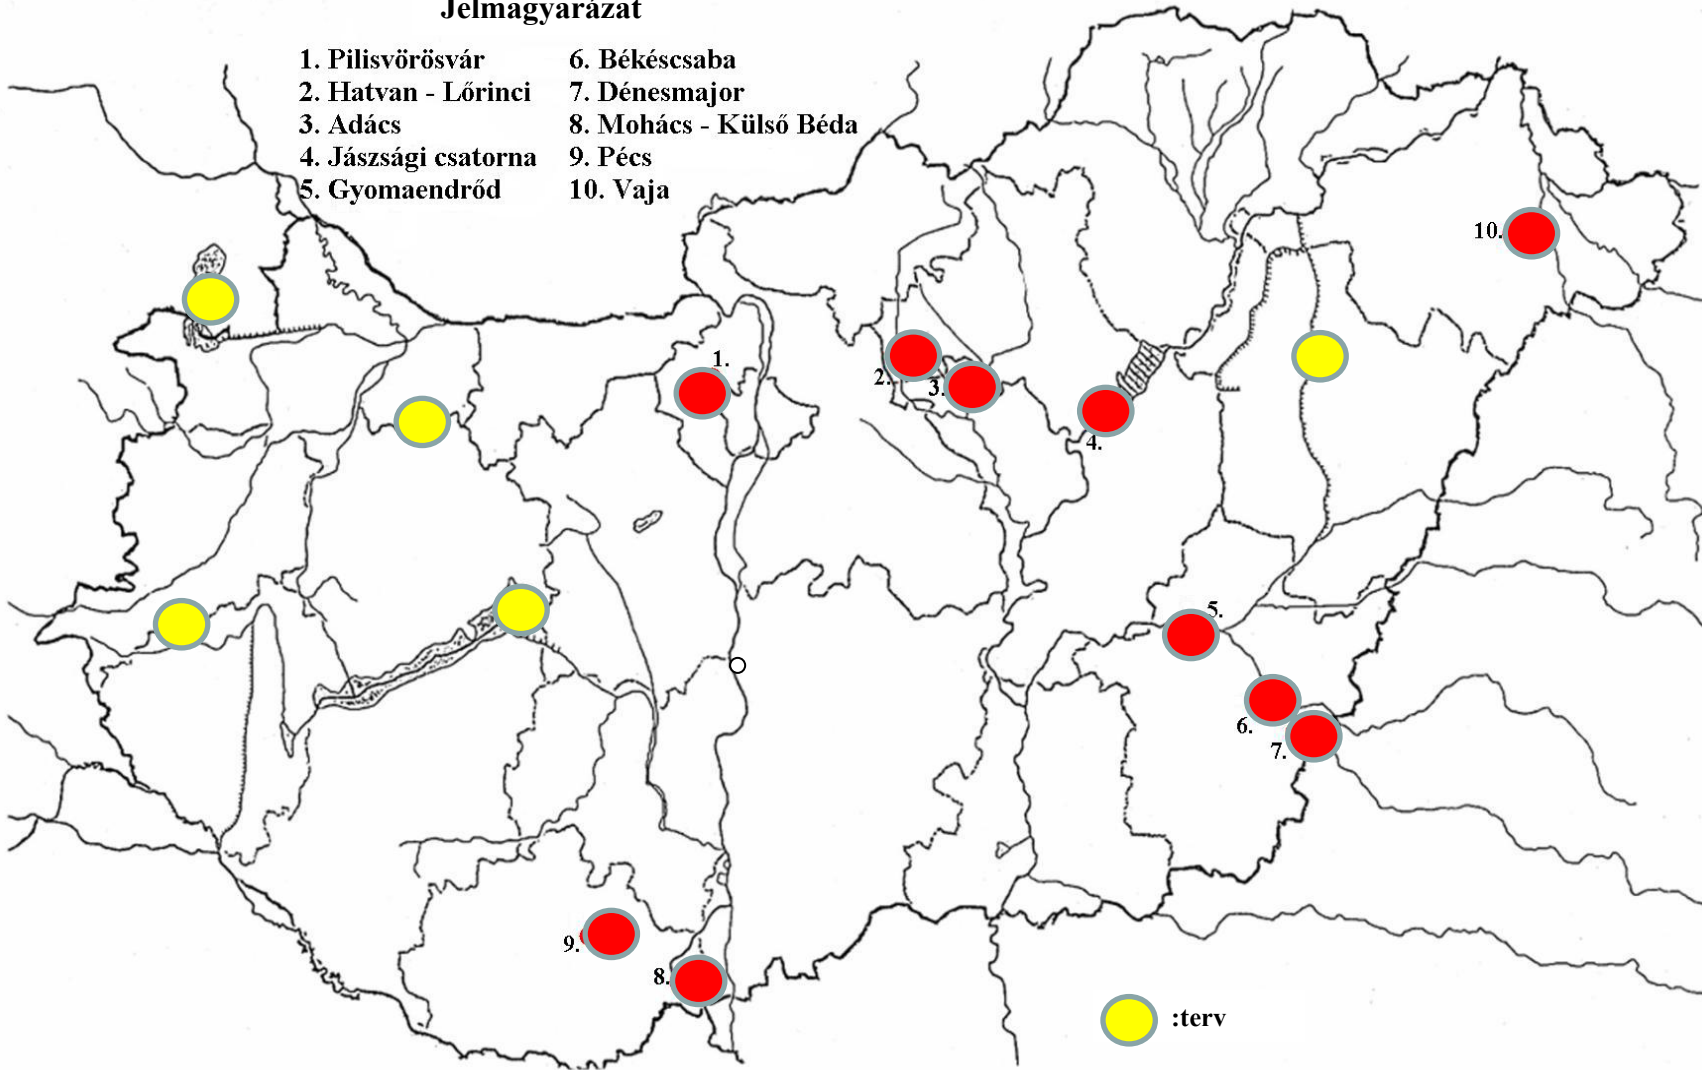 Jelmagyarázat
1. Pilisvörösvár
2. Hatvan - Lőrinci
3. Adács
4. Jászsági csatorna
5. Gyomaendrőd
6. Békéscsaba
7. Dénesmajor
8. Mohács - Külső Béda
9. Pécs
10. Vaja
10.
1.
2.
3.
4.
5.
6.
7.
9.
8.
:terv